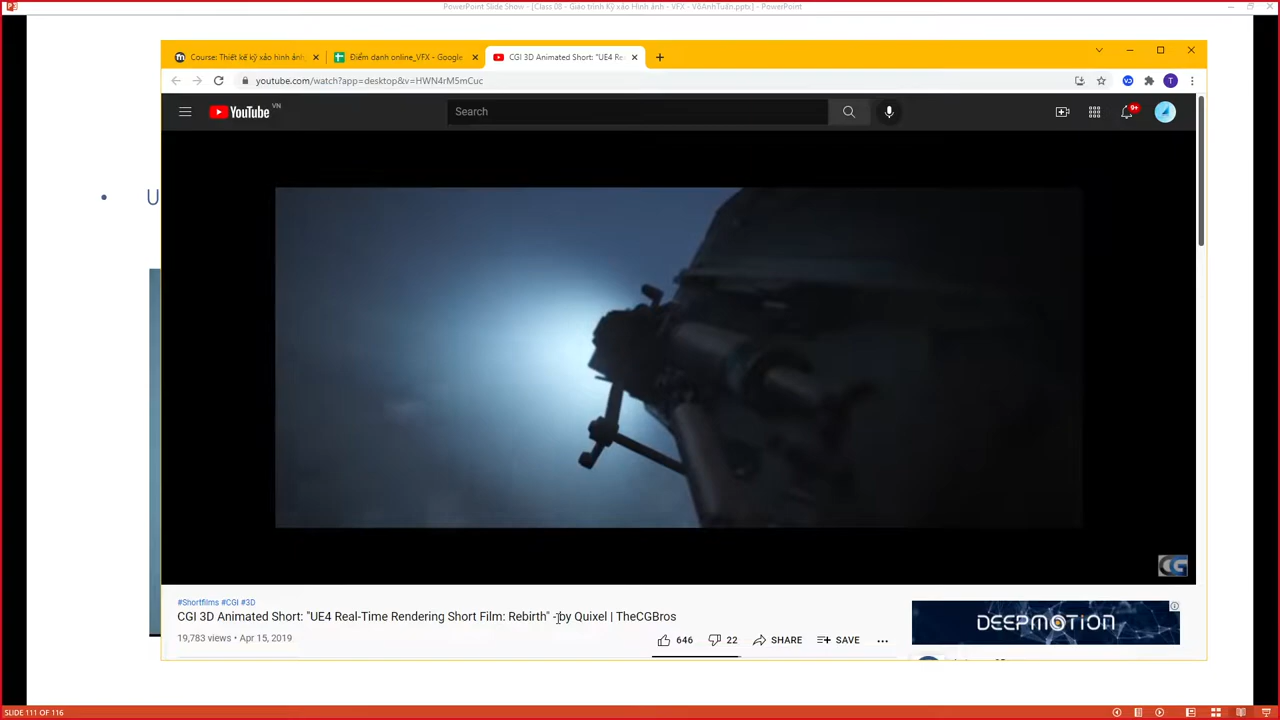 PowerPoint Slide Show - [Class 08 - Giáo trình Kỹ xảo Hình ảnh - VFX - VõAnhTuấn.pptx] - PowerPoint
Course: Thiết kế kỹ xảo hình ảnh
Điểm danh online_VFX - Google
CGI 3D Animated Short: "UE4 Re
youtube.com/watch?app=desktop&v=HWN4rM5mCuc
T
YouTube VN
Search
9+
• U
CG
#Shortfilms #CGI #3D
CGI 3D Animated Short: "UE4 Real-Time Rendering Short Film: Rebirth" - by Quixel | TheCGBros
19,783 views • Apr 15, 2019
646
22
SHARE
SAVE
DEEPMOTION
SLIDE 111 OF 116